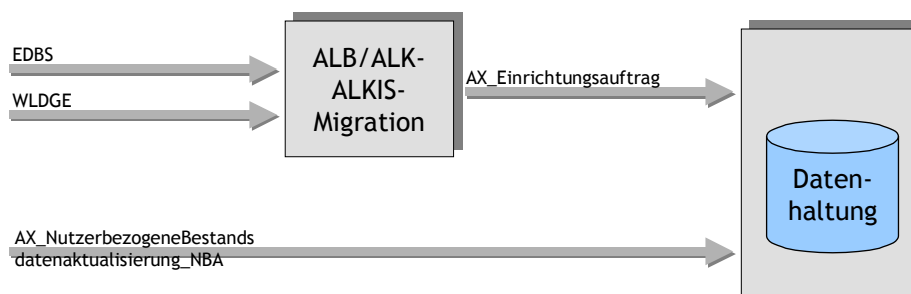 EDBS
WLDGE
ALB/ALK-
ALKIS-
Migration
AX_Einrichtungsauftrag
Daten-
haltung
AX_NutzerbezogeneBestands
datenaktualisierung_NBA